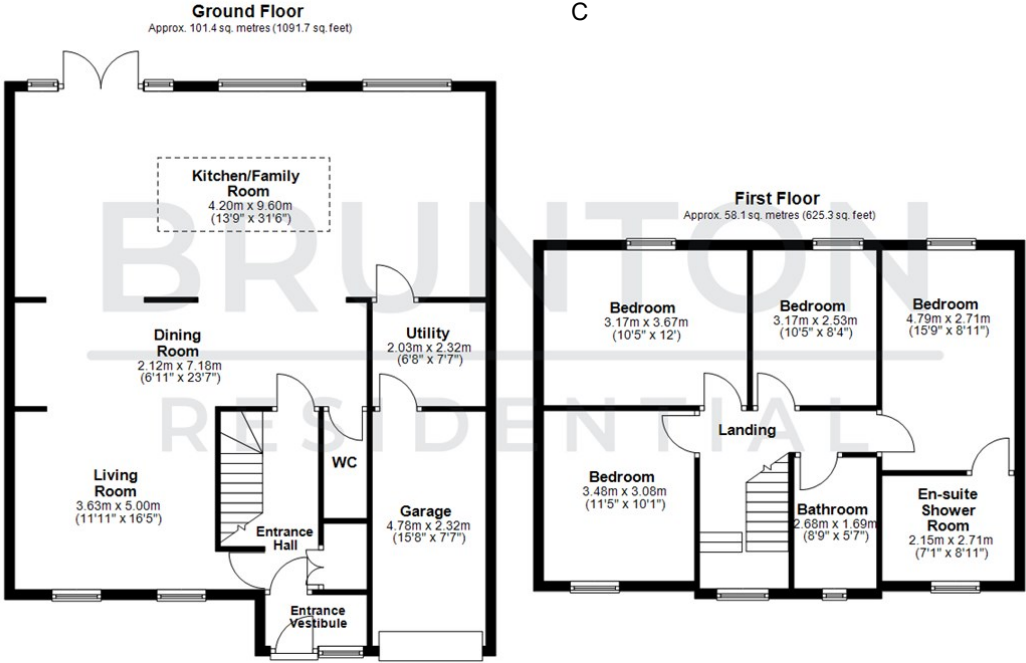 Ground Floor
Approx. 101.4 sq. metres (1091.7 sq. feet)
C
Kitchen/Family
Room
4.20m x 9.60m
(13'9" x 31'6")
Dining
Room
2.12m x 7.18m
(6'11" x 23'7")
Utility
2.03m x 2.32m
(6'8" x 7'7")
Living
Room
3.63m x 5.00m
(11'11" x 16'5")
WC
Entrance
Hall
Garage
4.78m x 2.32m
(15'8" x 7'7")
Entrance
Vestibule
First Floor
Approx. 58.1 sq. metres (625.3 sq. feet)
Bedroom
3.17m x 3.67m
(10'5" x 12')
Bedroom
3.17m x 2.53m
(10'5" x 8'4")
Bedroom
4.79m x 2.71m
(15'9" x 8'11")
Landing
Bedroom
3.48m x 3.08m
(11'5" x 10'1")
Bathroom
2.68m x 1.69m
(8'9" x 5'7")
En-suite
Shower
Room
2.15m x 2.71m
(7'1" x 8'11")
BRUNTON
RESIDENTIAL